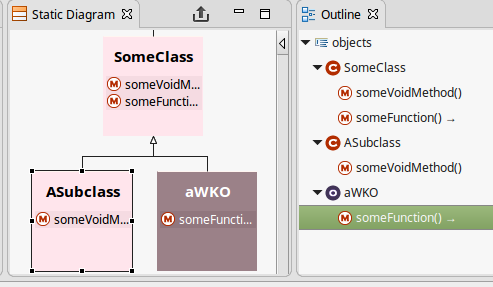 Static Diagram
SomeClass
M someVoidM...
M someFunctio...
ASubclass
M someVoidM...
aWKO
M someFuncti...
Outline
objects
C SomeClass
M someVoidMethod()
M someFunction() →
C ASubclass
M someVoidMethod()
O aWKO
M someFunction() →